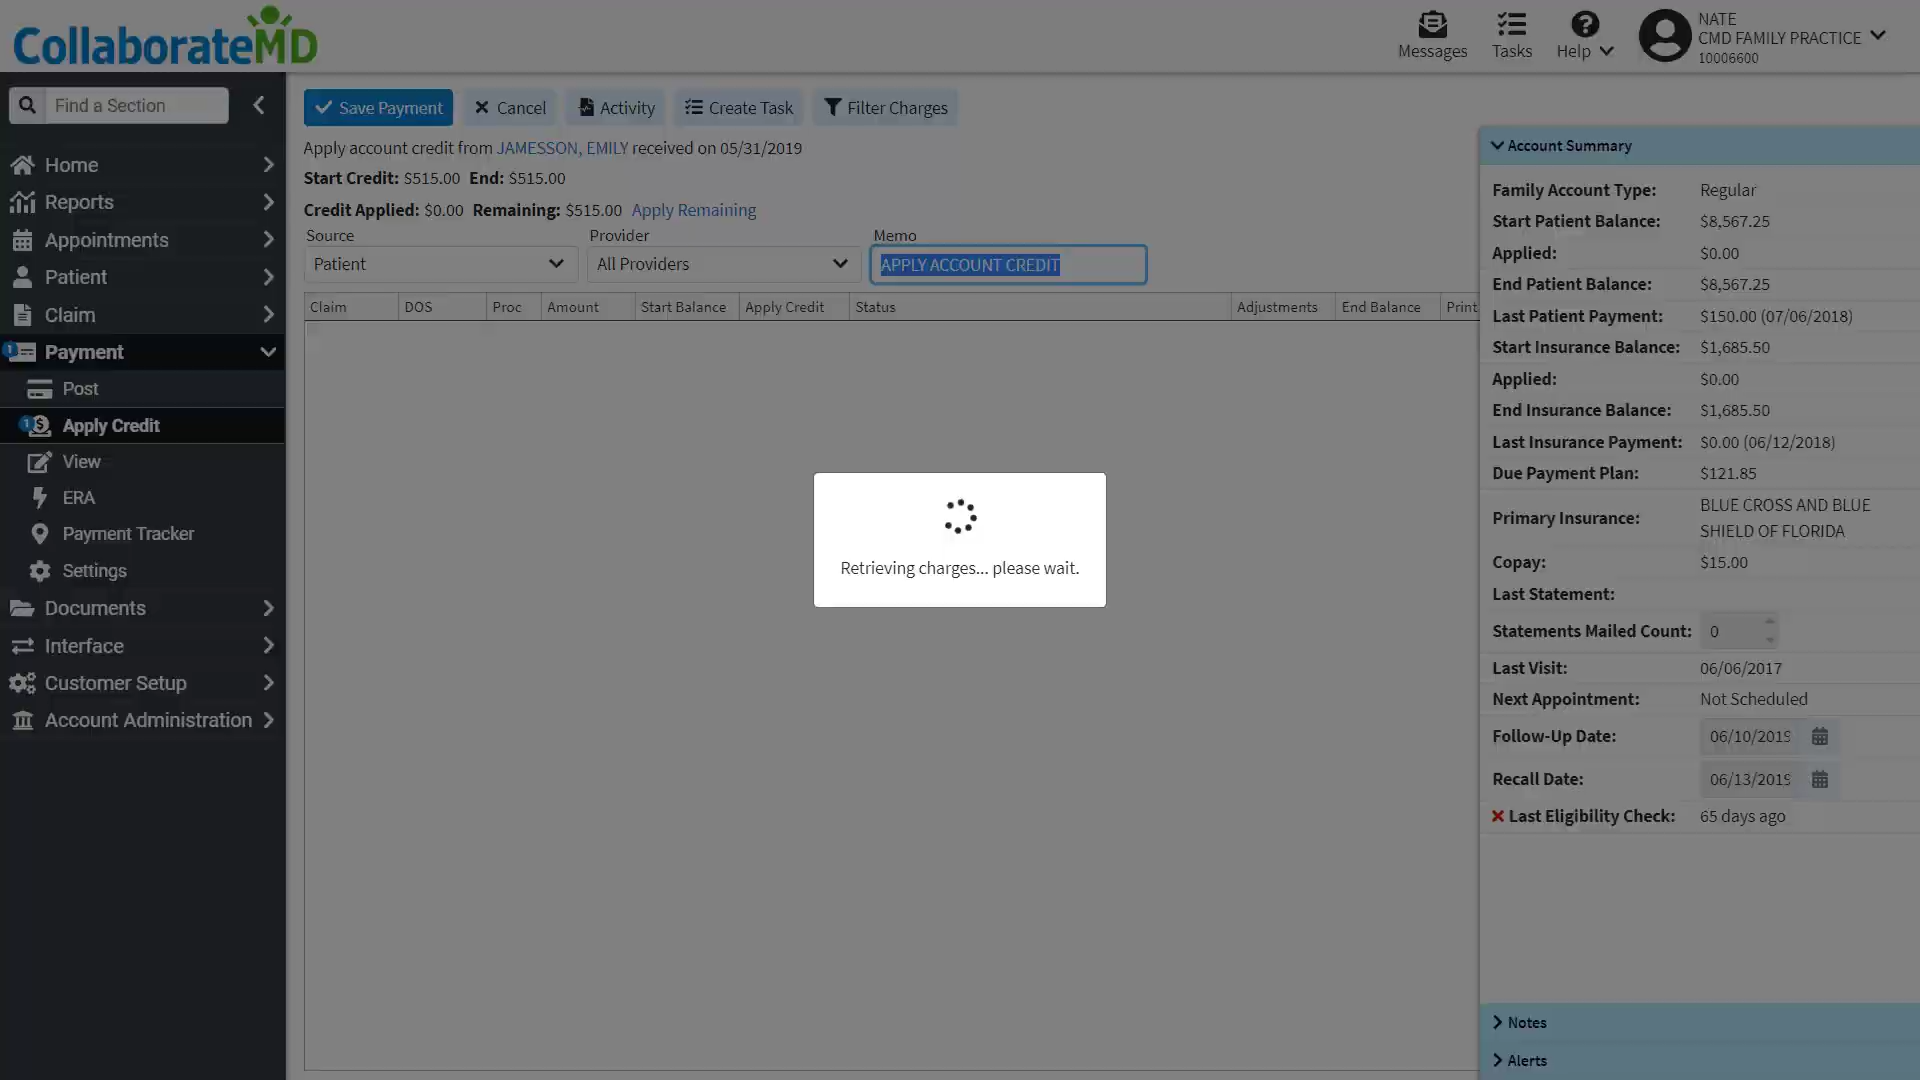 CollaborateMD
Messages
Tasks
Help
NATE
CMD FAMILY PRACTICE
10006600
Find a Section
Home
Reports
Appointments
Patient
Claim
1
Payment
Post
1
Apply Credit
View
ERA
Payment Tracker
Settings
Documents
Interface
Customer Setup
Account Administration
Save Payment Cancel Activity Create Task Filter Charges
Apply account credit from JAMESSON, EMILY received on 05/31/2019
Start Credit: $515.00 End: $515.00
Credit Applied: $0.00 Remaining: $515.00 Apply Remaining
Source Provider Memo
Patient All Providers APPLY ACCOUNT CREDIT
Claim DOS Proc Amount Start Balance Apply Credit Status Adjustments End Balance Print
Retrieving charges... please wait.
Account Summary
Family Account Type: Regular
Start Patient Balance: $8,567.25
Applied: $0.00
End Patient Balance: $8,567.25
Last Patient Payment: $150.00 (07/06/2018)
Start Insurance Balance: $1,685.50
Applied: $0.00
End Insurance Balance: $1,685.50
Last Insurance Payment: $0.00 (06/12/2018)
Due Payment Plan: $121.85
Primary Insurance: BLUE CROSS AND BLUE
SHIELD OF FLORIDA
Copay: $15.00
Last Statement:
Statements Mailed Count: 0
Last Visit: 06/06/2017
Next Appointment: Not Scheduled
Follow-Up Date: 06/10/2019
Recall Date: 06/13/2019
Last Eligibility Check: 65 days ago
Notes
Alerts